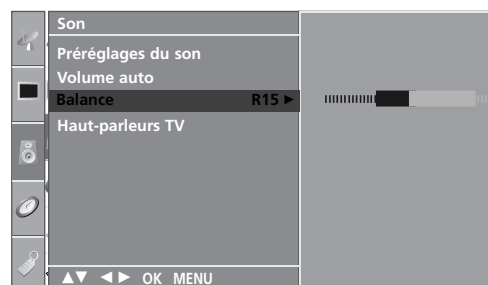 Son
Préréglages du son
Volume auto
Balance R15 ►
Haut-parleurs TV
▲▼ ◄► OK MENU